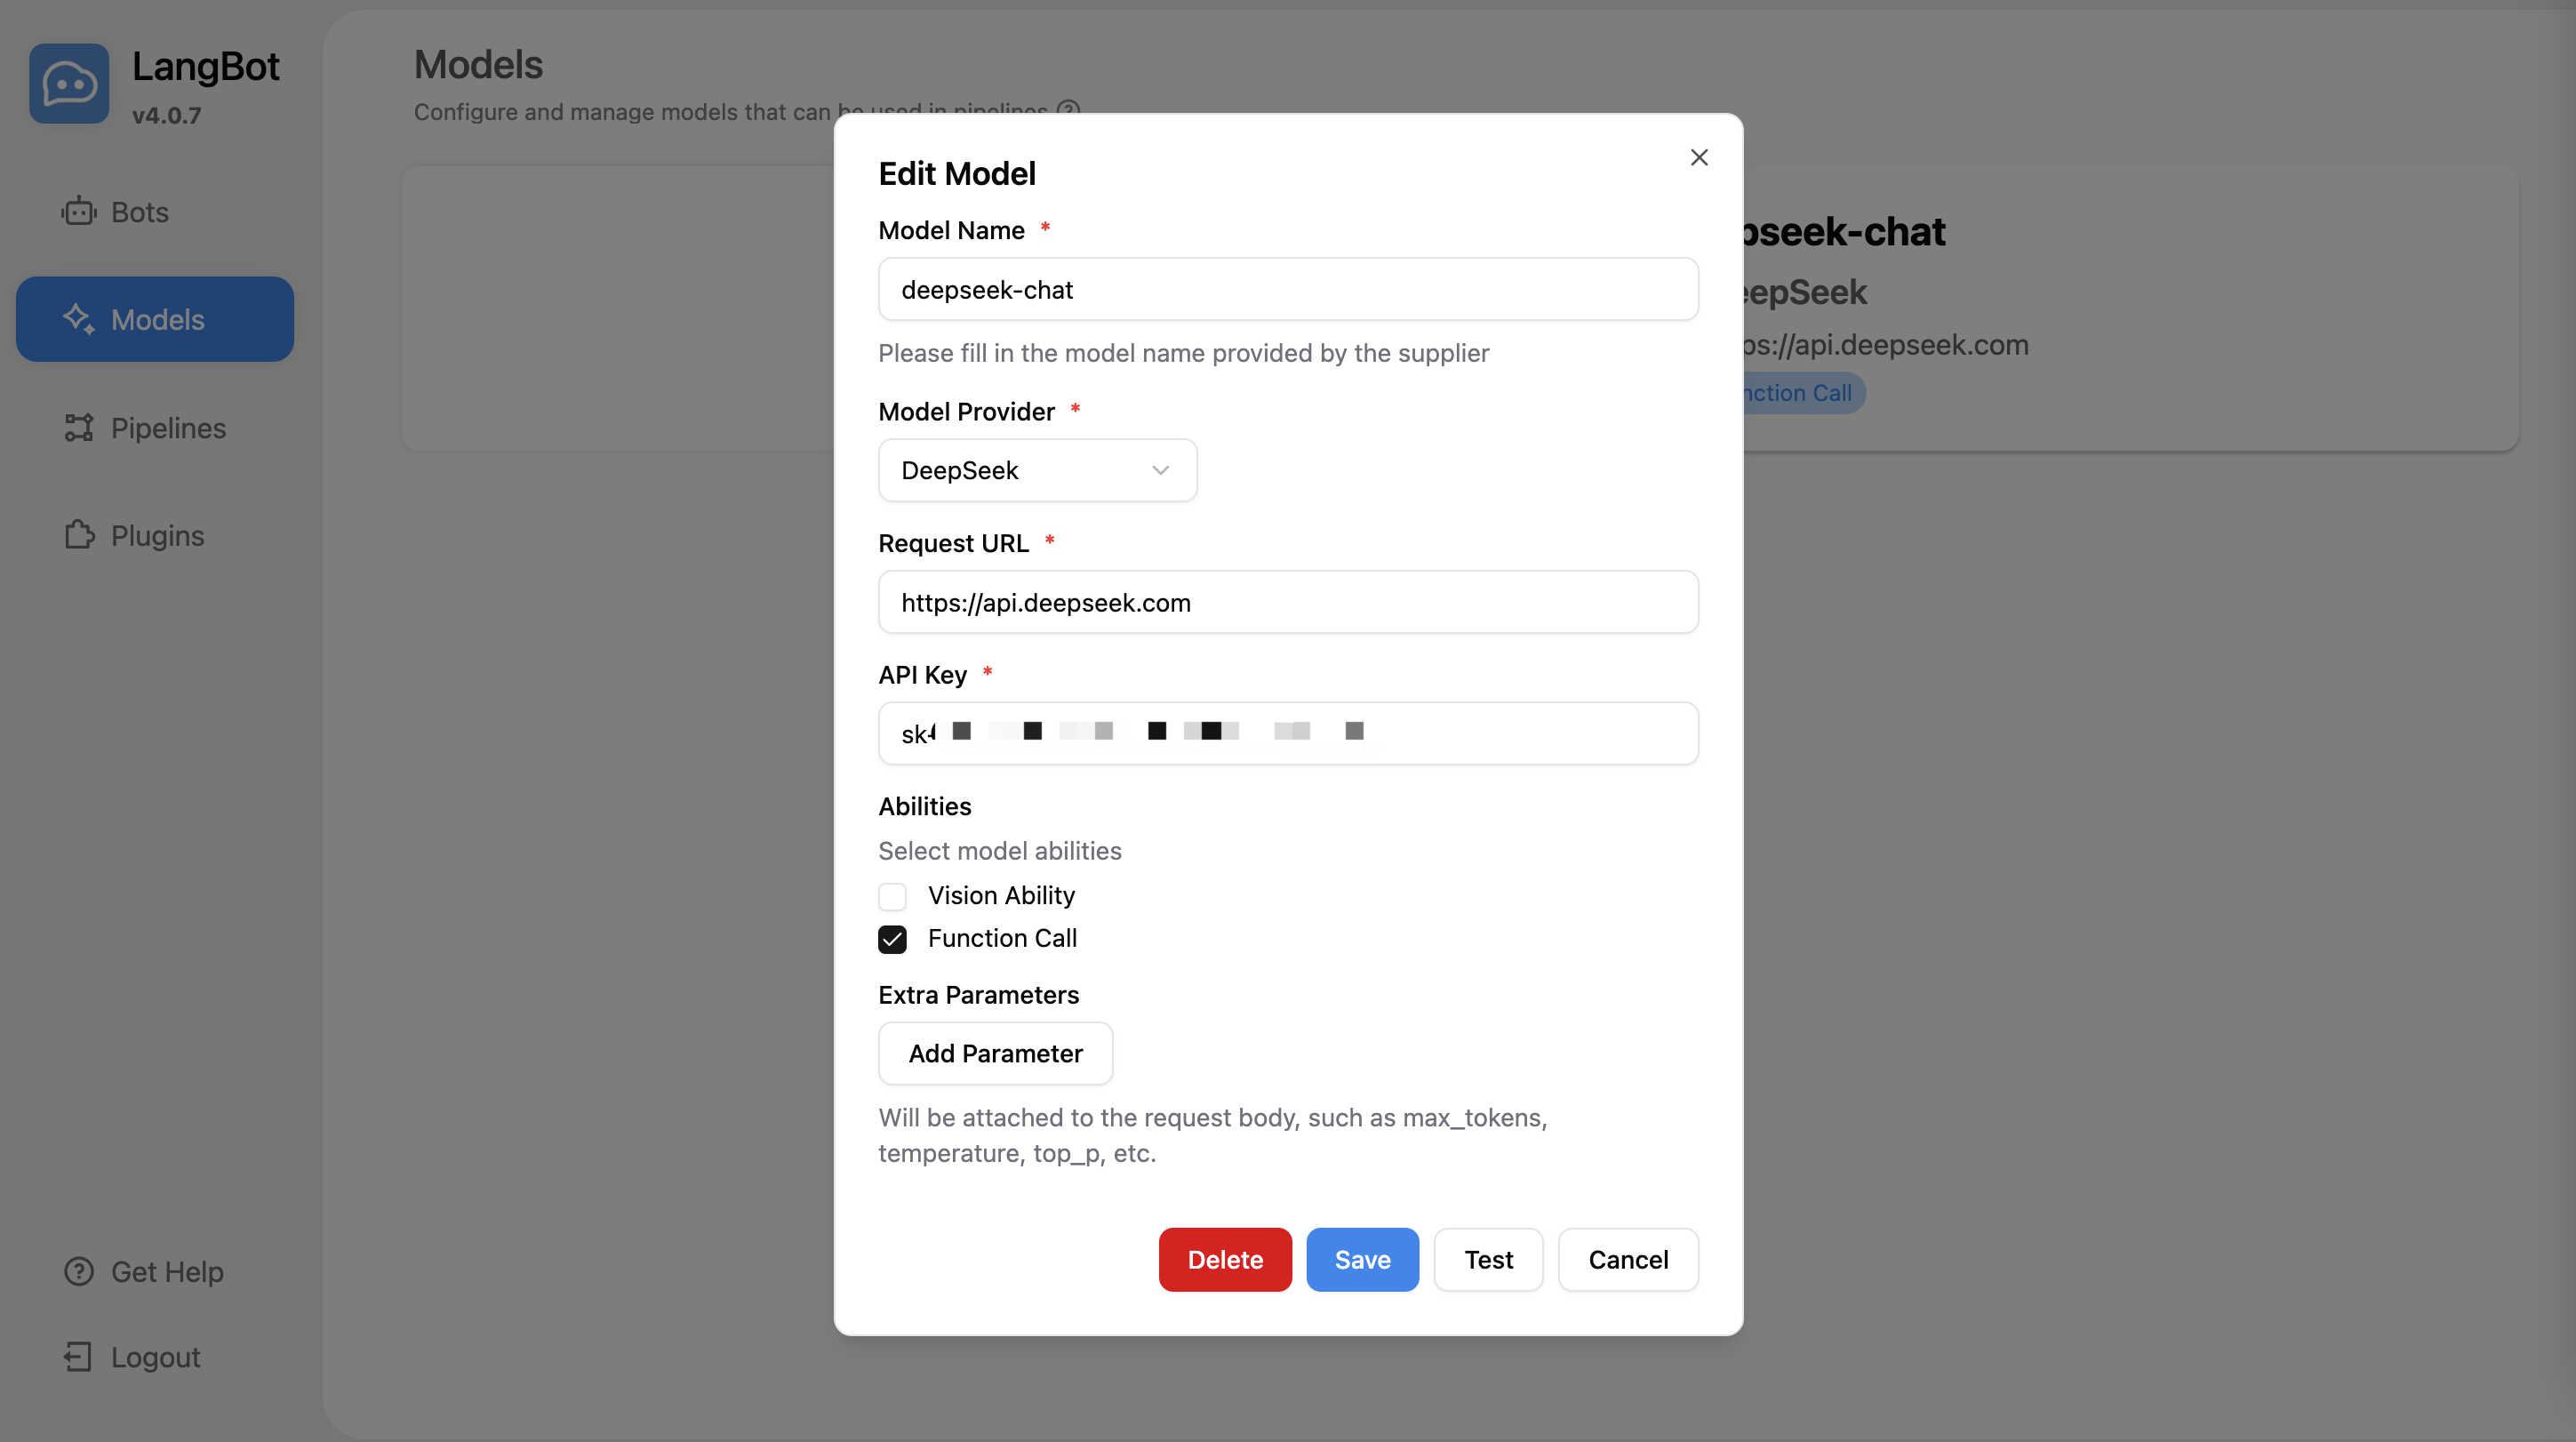 LangBot
v4.0.7
Bots
Models
Pipelines
Plugins
Get Help
Logout
Models
Configure and manage models that can be used in pipelines
Edit Model
Model Name *
deepseek-chat
Please fill in the model name provided by the supplier
Model Provider *
DeepSeek
Request URL *
https://api.deepseek.com
API Key *
sk-
Abilities
Select model abilities
Vision Ability
Function Call
Extra Parameters
Add Parameter
Will be attached to the request body, such as max_tokens,
temperature, top_p, etc.
Delete
Save
Test
Cancel
pseek-chat
eepSeek
ps://api.deepseek.com
nction Call